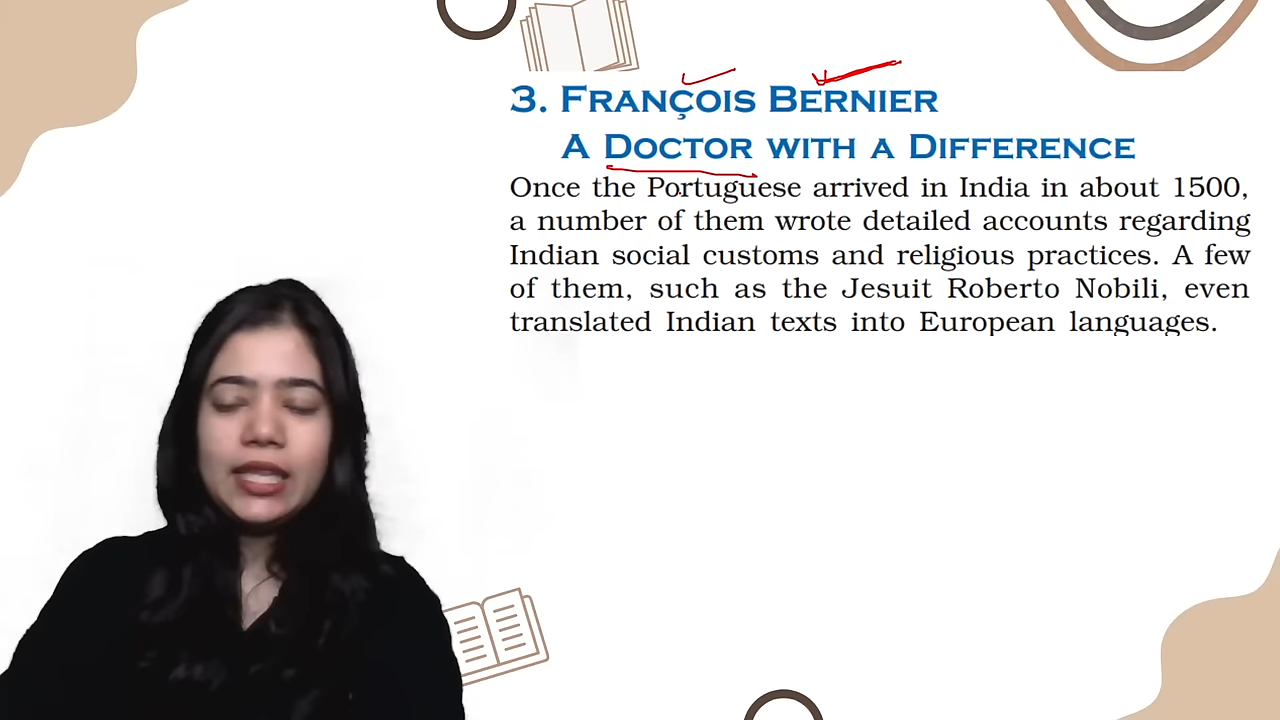 3. FRANÇOIS BERNIER
A DOCTOR WITH A DIFFERENCE
Once the Portuguese arrived in India in about 1500,
a number of them wrote detailed accounts regarding
Indian social customs and religious practices. A few
of them, such as the Jesuit Roberto Nobili, even
translated Indian texts into European languages.